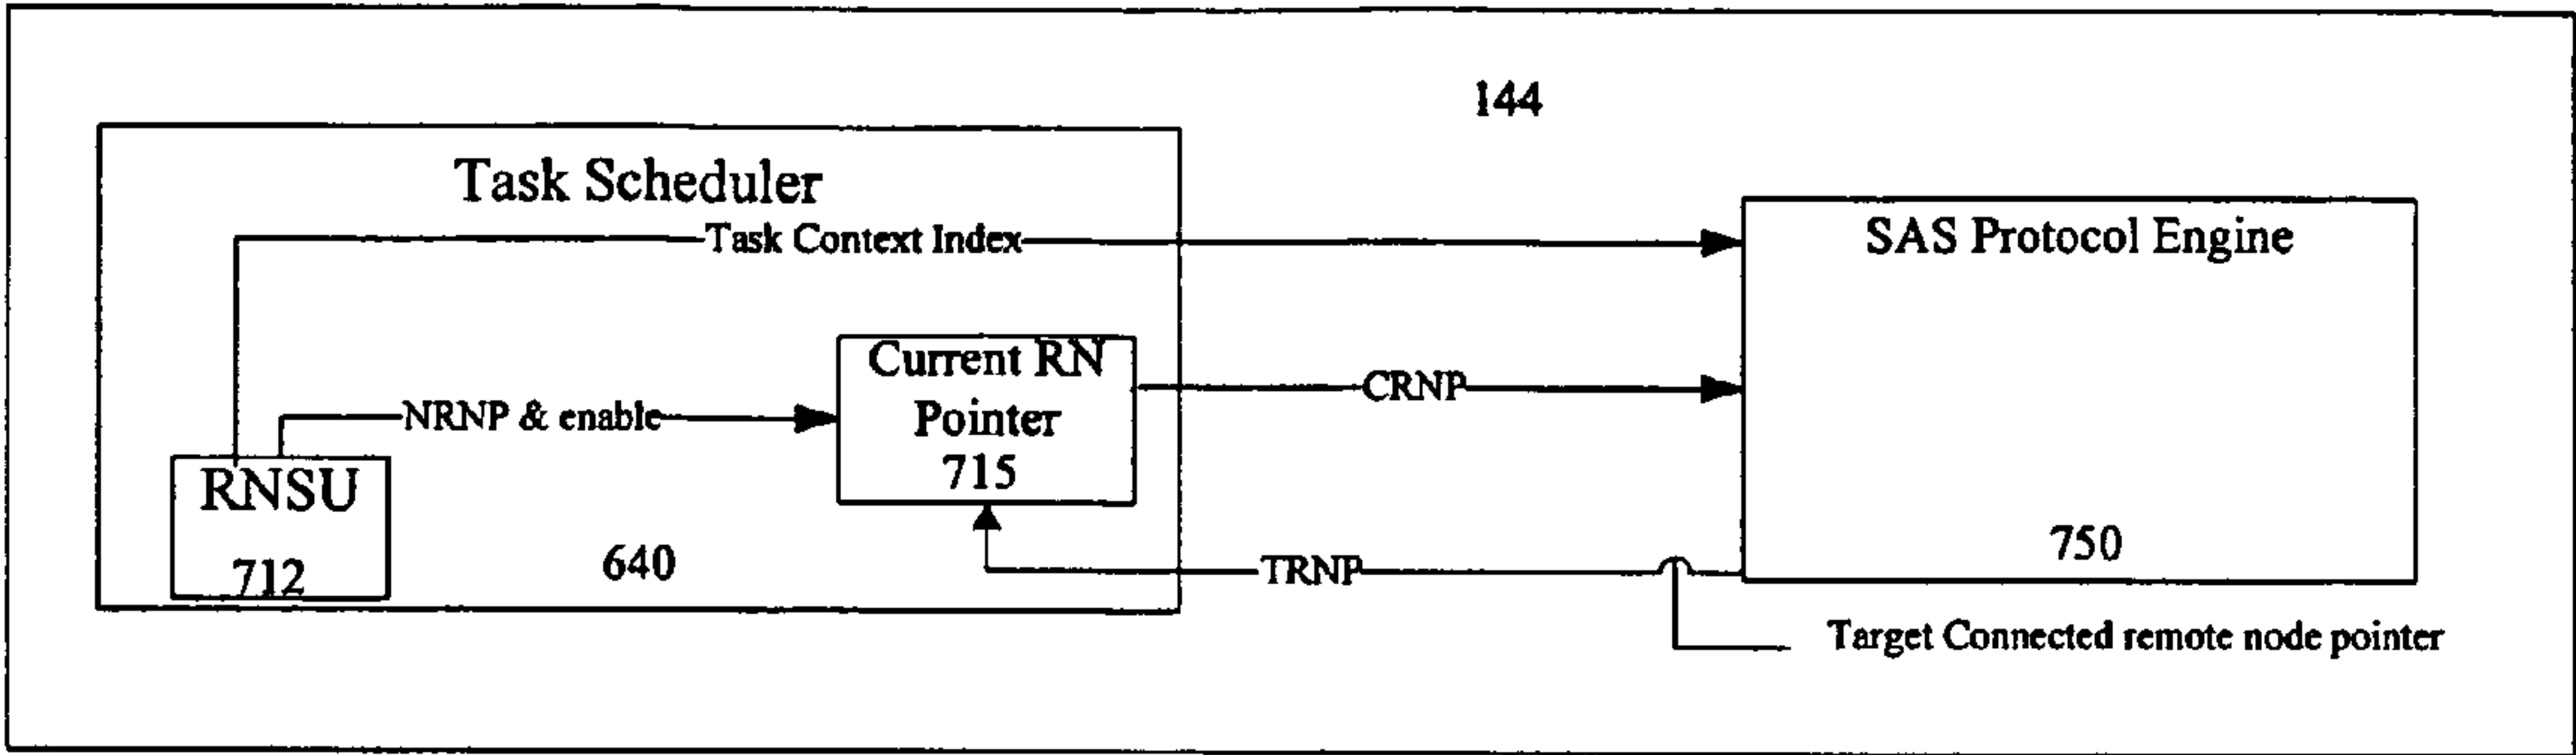 144
Task Scheduler
Task Context Index
SAS Protocol Engine
Current RN
Pointer
715
CRNP
NRNP & enable
RNSU
712
640
TRNP
750
Target Connected remote node pointer